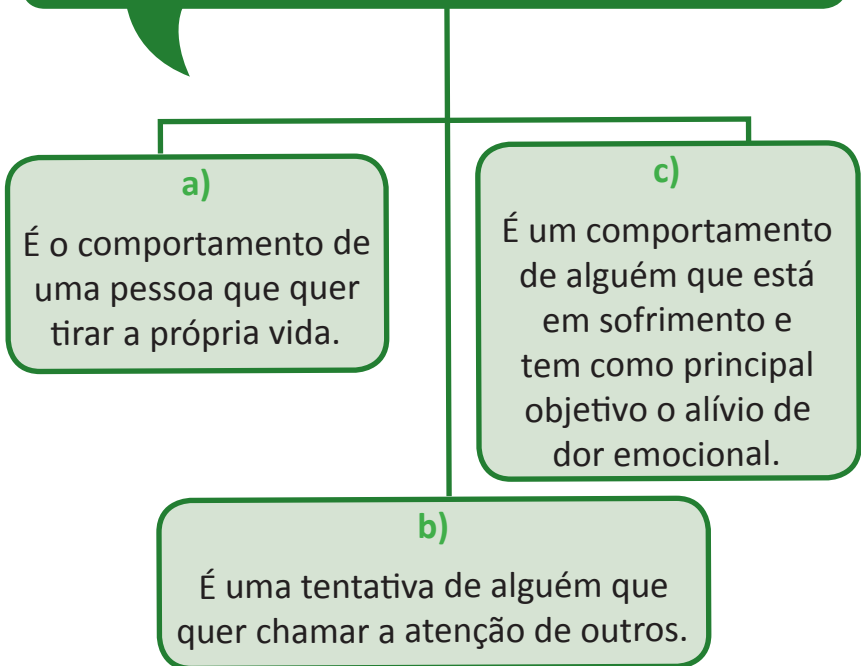 a)
É o comportamento de
uma pessoa que quer
tirar a própria vida.
c)
É um comportamento
de alguém que está
em sofrimento e
tem como principal
objetivo o alívio de
dor emocional.
b)
É uma tentativa de alguém que
quer chamar a atenção de outros.